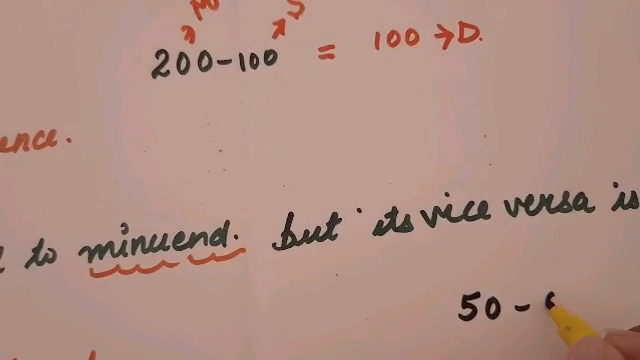 200-100 = 100 → D.
ence.
to minuend. but its vice versa is
50 -